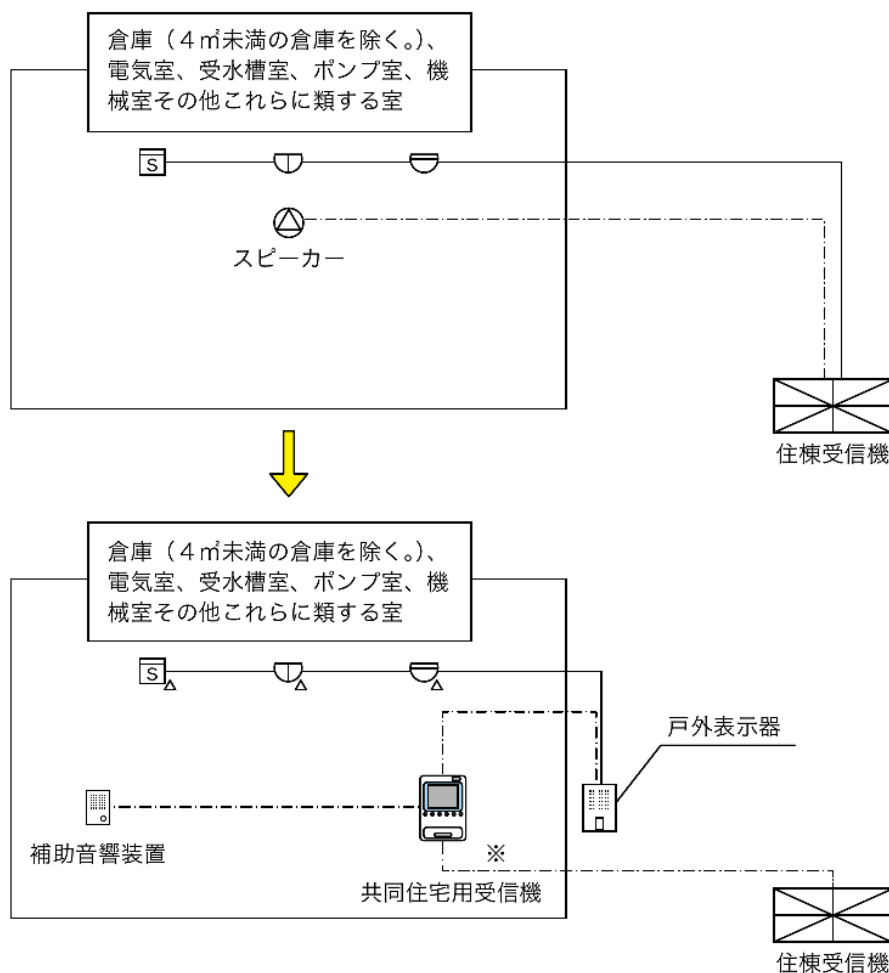 倉庫（４㎡未満の倉庫を除く。）、
電気室、受水槽室、ポンプ室、機
械室その他これらに類する室
S
スピーカー
住棟受信機
倉庫（４㎡未満の倉庫を除く。）、
電気室、受水槽室、ポンプ室、機
械室その他これらに類する室
S
戸外表示器
補助音響装置
※
共同住宅用受信機
住棟受信機